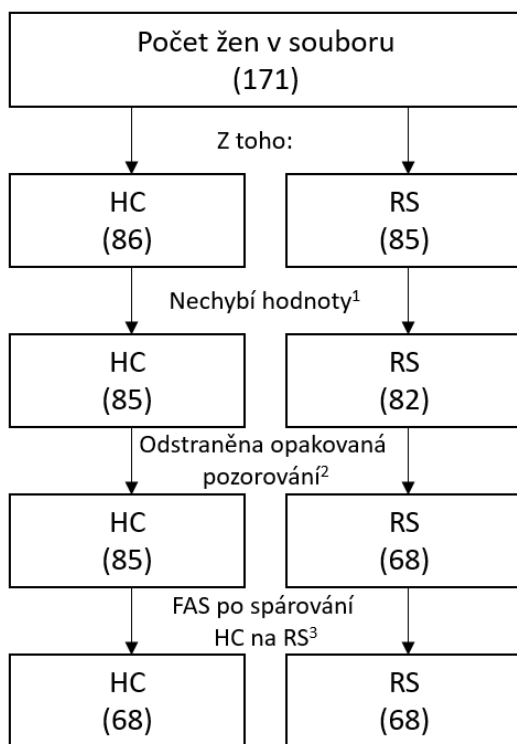 Počet žen v souboru
(171)
Z toho:
HC
(86)
RS
(85)
Nechybí hodnoty¹
HC
(85)
RS
(82)
Odstraněna opakovaná
pozorování²
HC
(85)
RS
(68)
FAS po spárování
HC na RS³
HC
(68)
RS
(68)